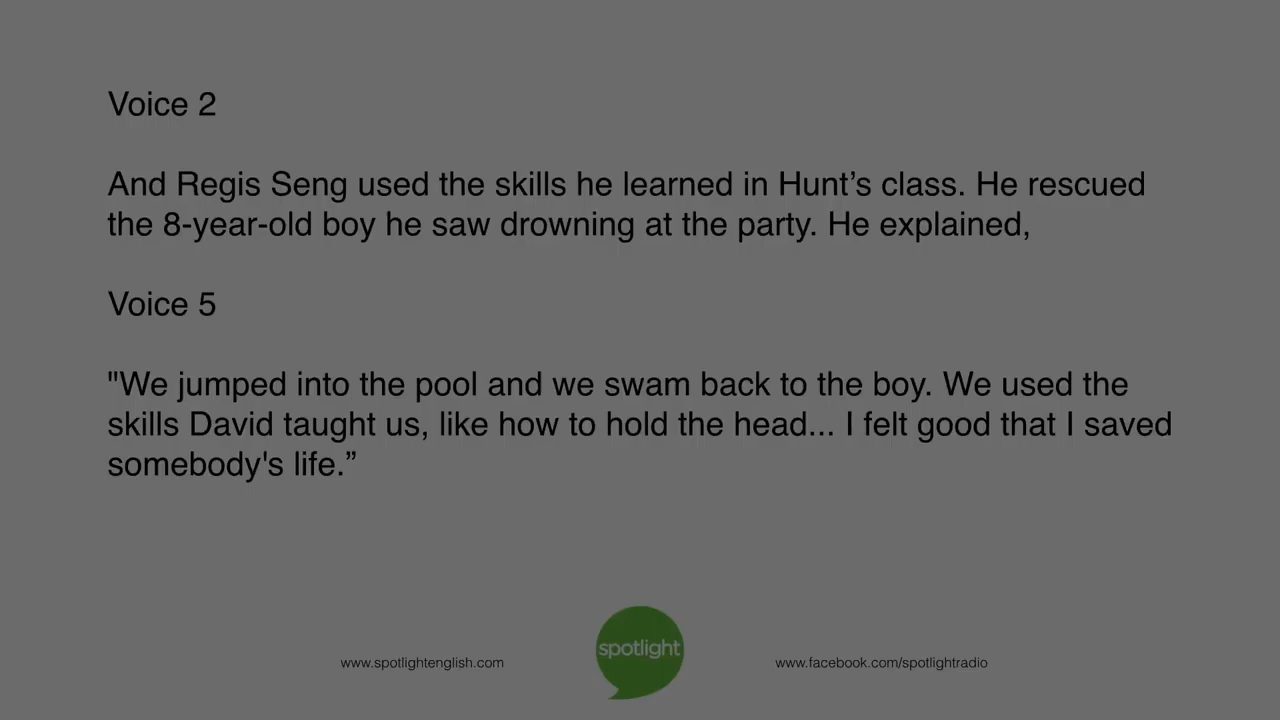 Voice 2
And Regis Seng used the skills he learned in Hunt’s class. He rescued
the 8-year-old boy he saw drowning at the party. He explained,
Voice 5
"We jumped into the pool and we swam back to the boy. We used the
skills David taught us, like how to hold the head... I felt good that I saved
somebody's life.”
spotlight
www.spotlightenglish.com
www.facebook.com/spotlightradio